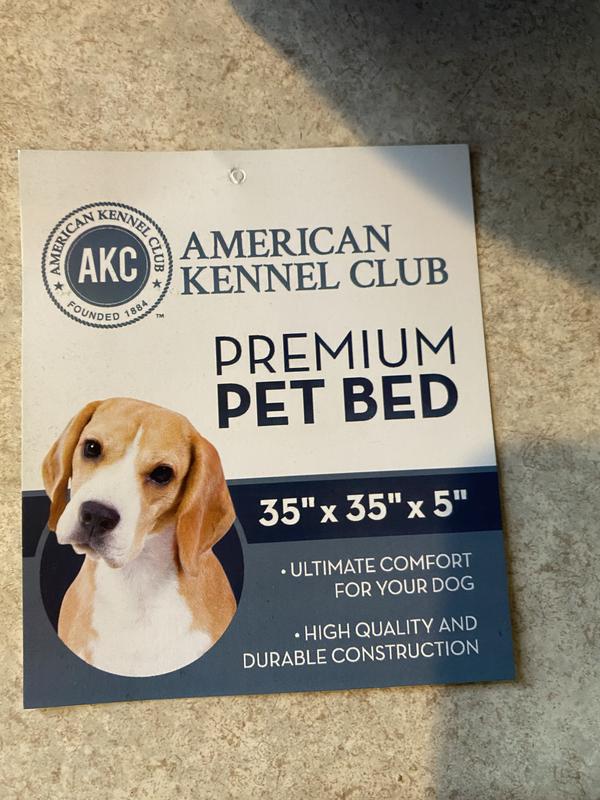 AMERICAN KENNEL CLUB
AKC
FOUNDED 1884
™
AMERICAN
KENNEL CLUB
PREMIUM
PET BED
35" x 35" x 5"
• ULTIMATE COMFORT
FOR YOUR DOG
• HIGH QUALITY AND
DURABLE CONSTRUCTION